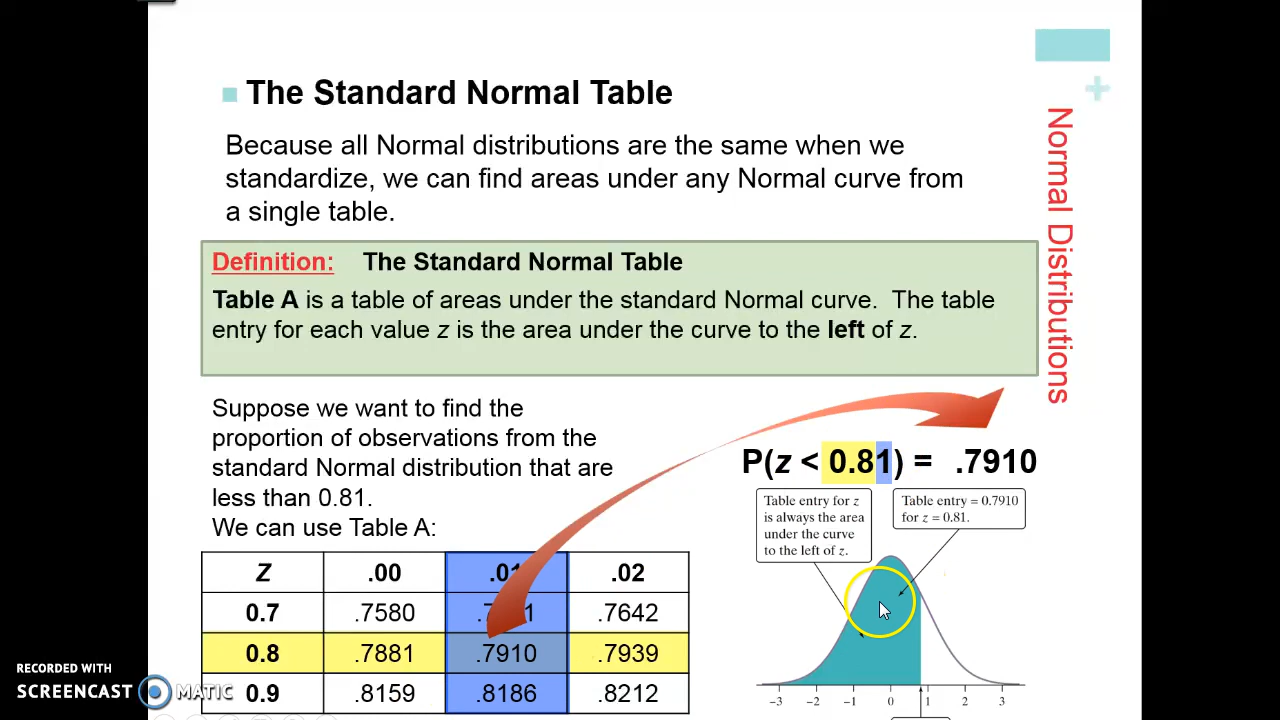 The Standard Normal Table
Because all Normal distributions are the same when we
standardize, we can find areas under any Normal curve from
a single table.
Definition: The Standard Normal Table
Table A is a table of areas under the standard Normal curve. The table
entry for each value z is the area under the curve to the left of z.
Suppose we want to find the
proportion of observations from the
standard Normal distribution that are
less than 0.81.
We can use Table A:
Z .00 .02
0.7 .7580 .7642
0.8 .7881 .7910 .7939
0.9 .8159 .8186 .8212
P(z < 0.81) = .7910
Table entry for z
is always the area
under the curve
to the left of z.
Table entry = 0.7910
for z = 0.81.
−3 −2 −1 0 1 2 3
+
Normal Distributions
RECORDED WITH
SCREENCAST MATIC